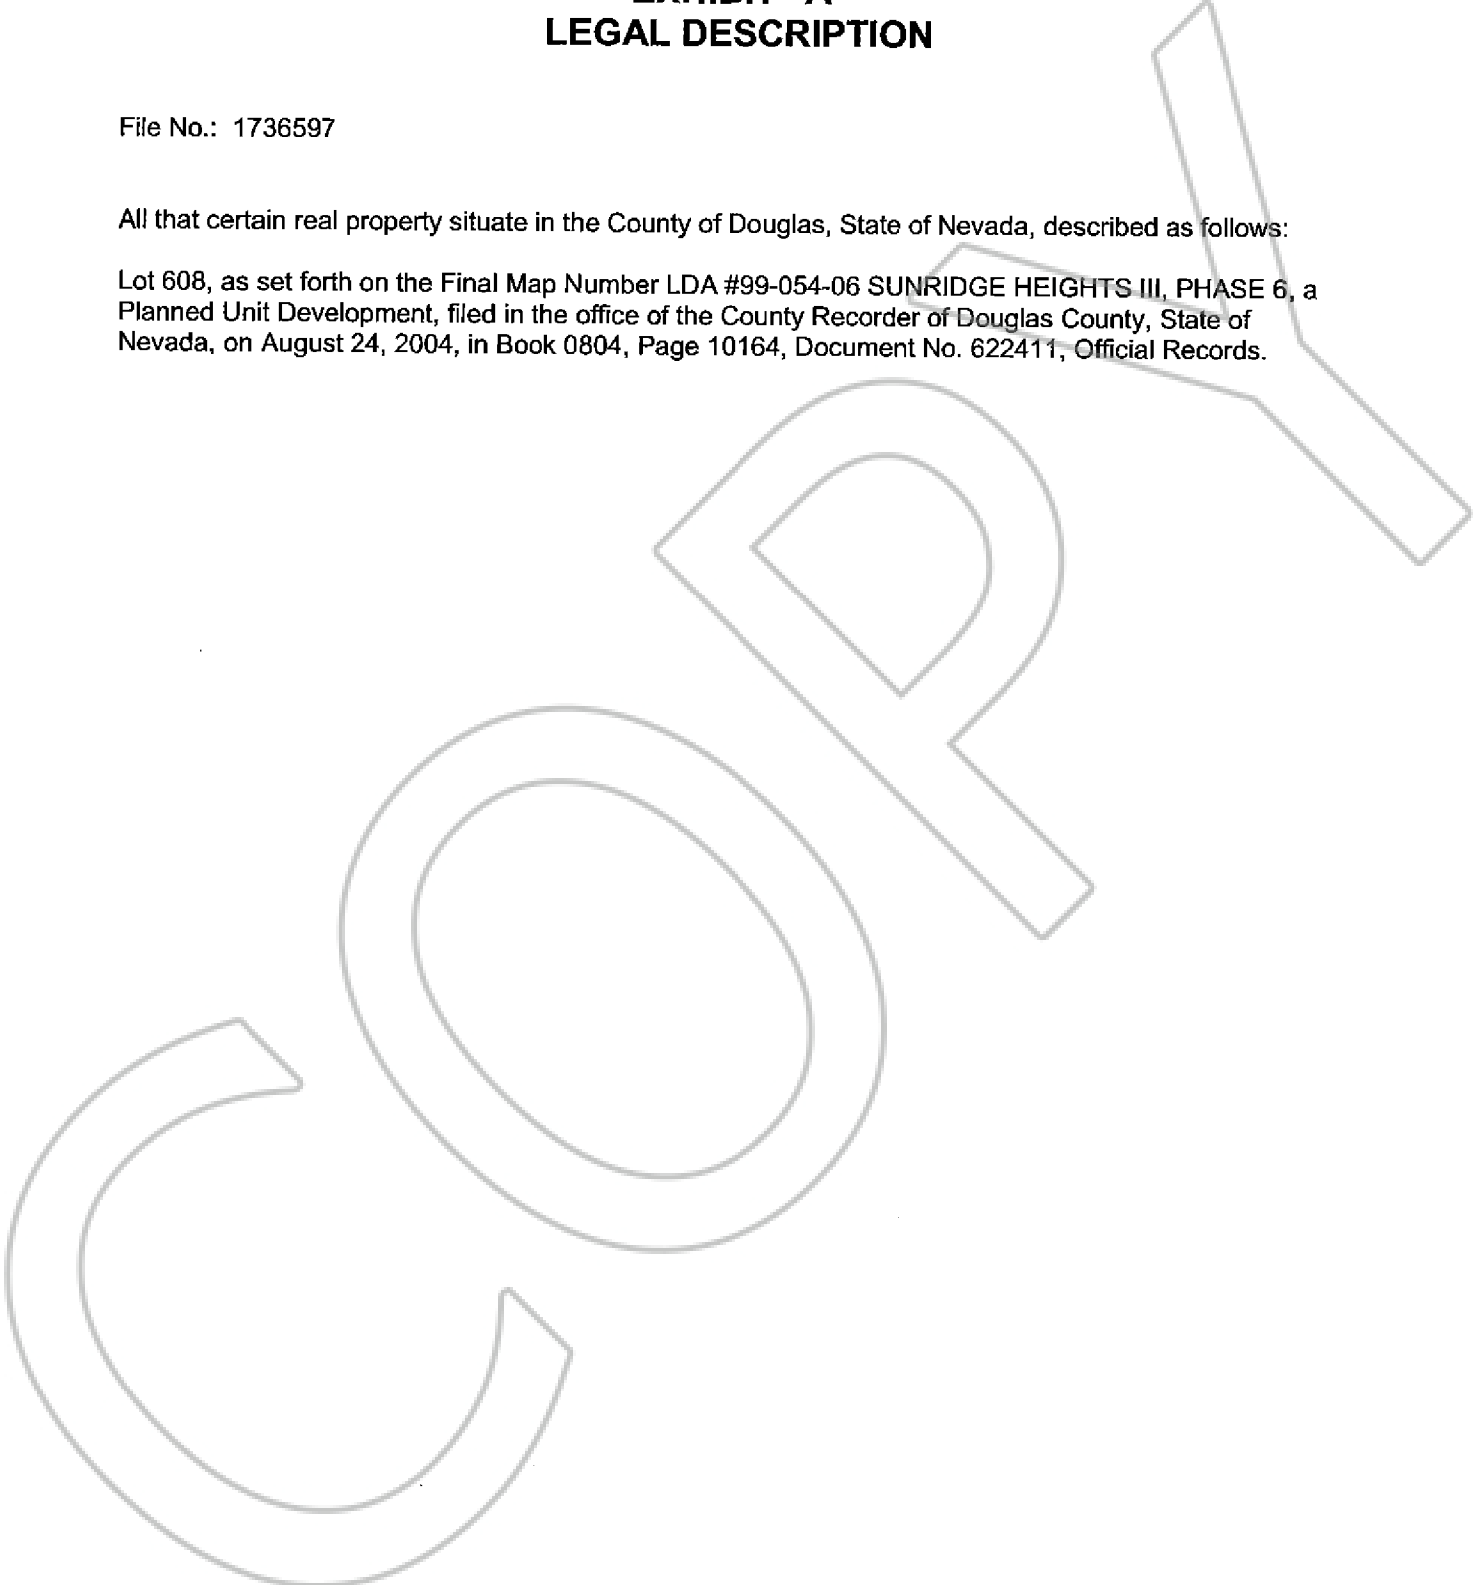 EXHIBIT "A"
LEGAL DESCRIPTION
File No.: 1736597
All that certain real property situate in the County of Douglas, State of Nevada, described as follows:
Lot 608, as set forth on the Final Map Number LDA #99-054-06 SUNRIDGE HEIGHTS III, PHASE 6, a
Planned Unit Development, filed in the office of the County Recorder of Douglas County, State of
Nevada, on August 24, 2004, in Book 0804, Page 10164, Document No. 622411, Official Records.
COPY